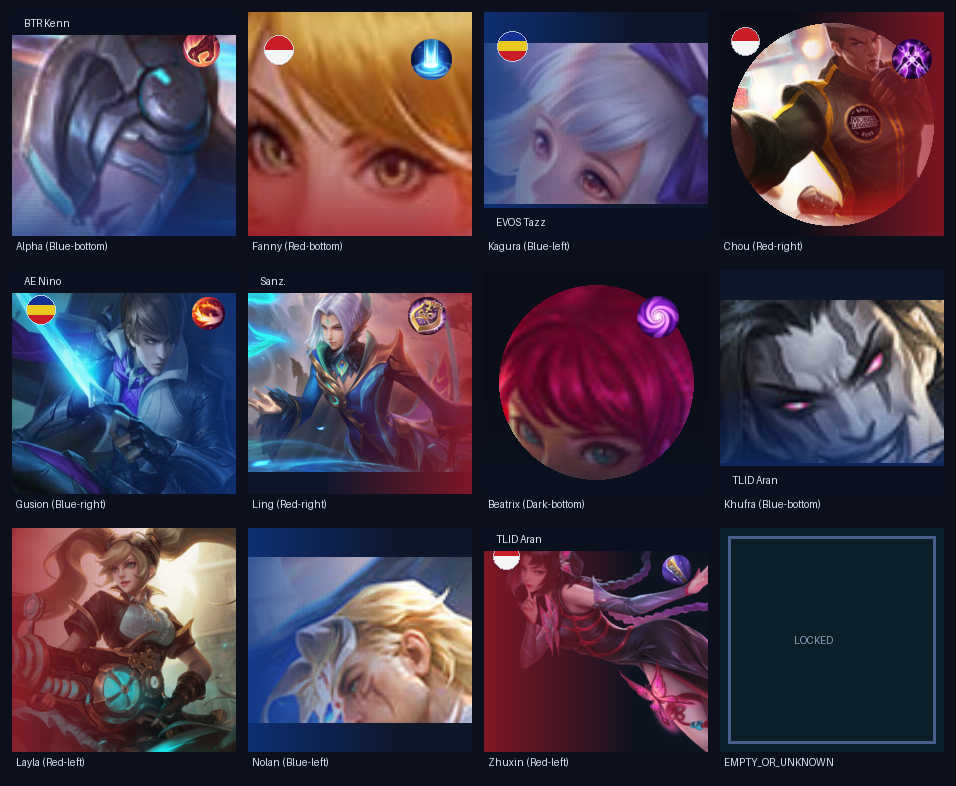 BTR Kenn
Alpha (Blue-bottom)
Fanny (Red-bottom)
EVOS Tazz
Kagura (Blue-left)
Chou (Red-right)
AE Nino
Gusion (Blue-right)
Sanz.
Ling (Red-right)
Beatrix (Dark-bottom)
TLID Aran
Khufra (Blue-bottom)
Layla (Red-left)
Nolan (Blue-left)
TLID Aran
Zhuxin (Red-left)
LOCKED
EMPTY_OR_UNKNOWN